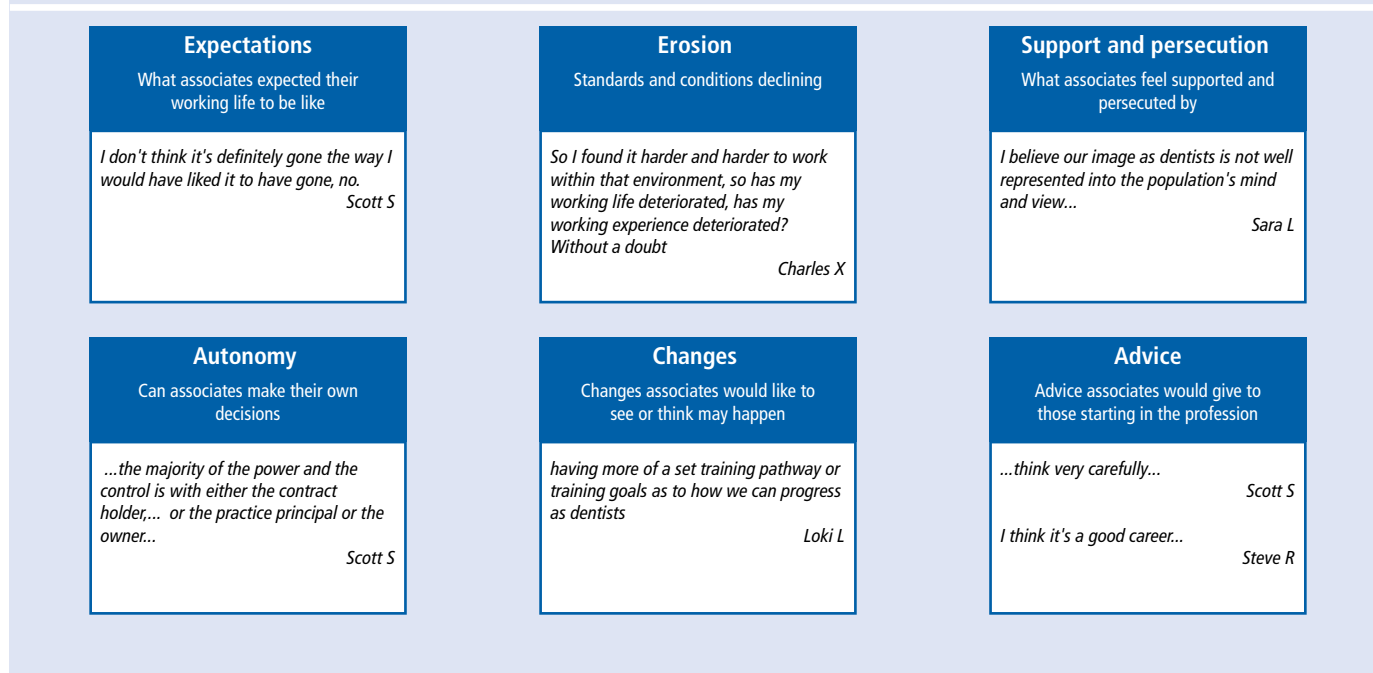 Expectations
What associates expected their
working life to be like
I don't think it's definitely gone the way I
would have liked it to have gone, no.
Scott S
Erosion
Standards and conditions declining
So I found it harder and harder to work
within that environment, so has my
working life deteriorated, has my
working experience deteriorated?
Without a doubt
Charles X
Support and persecution
What associates feel supported and
persecuted by
I believe our image as dentists is not well
represented into the population's mind
and view...
Sara L
Autonomy
Can associates make their own
decisions
...the majority of the power and the
control is with either the contract
holder,... or the practice principal or the
owner...
Scott S
Changes
Changes associates would like to
see or think may happen
having more of a set training pathway or
training goals as to how we can progress
as dentists
Loki L
Advice
Advice associates would give to
those starting in the profession
...think very carefully...
Scott S
I think it's a good career...
Steve R